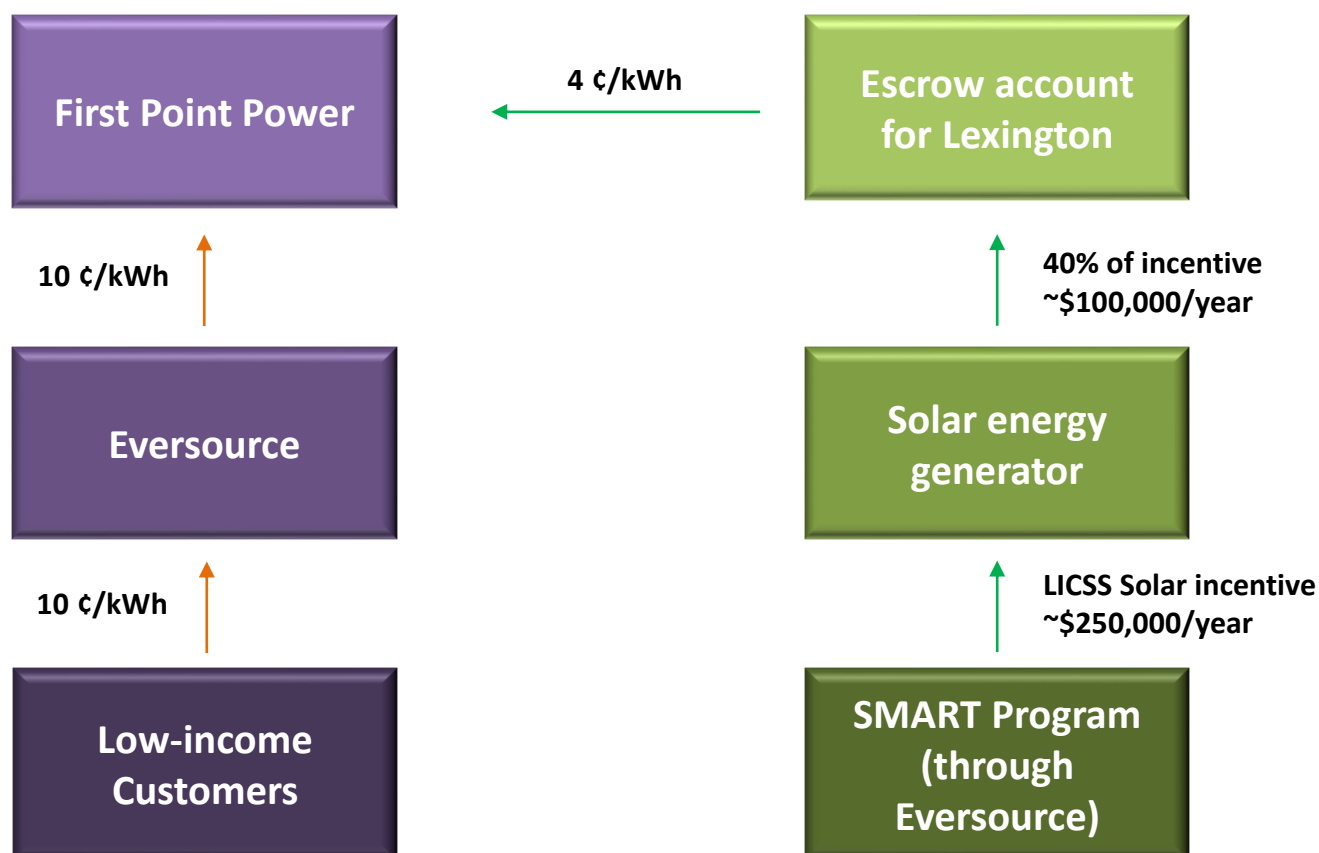 First Point Power
4 ¢/kWh
Escrow account
for Lexington
10 ¢/kWh
40% of incentive
~$100,000/year
Eversource
Solar energy
generator
10 ¢/kWh
LICSS Solar incentive
~$250,000/year
Low-income
Customers
SMART Program
(through
Eversource)